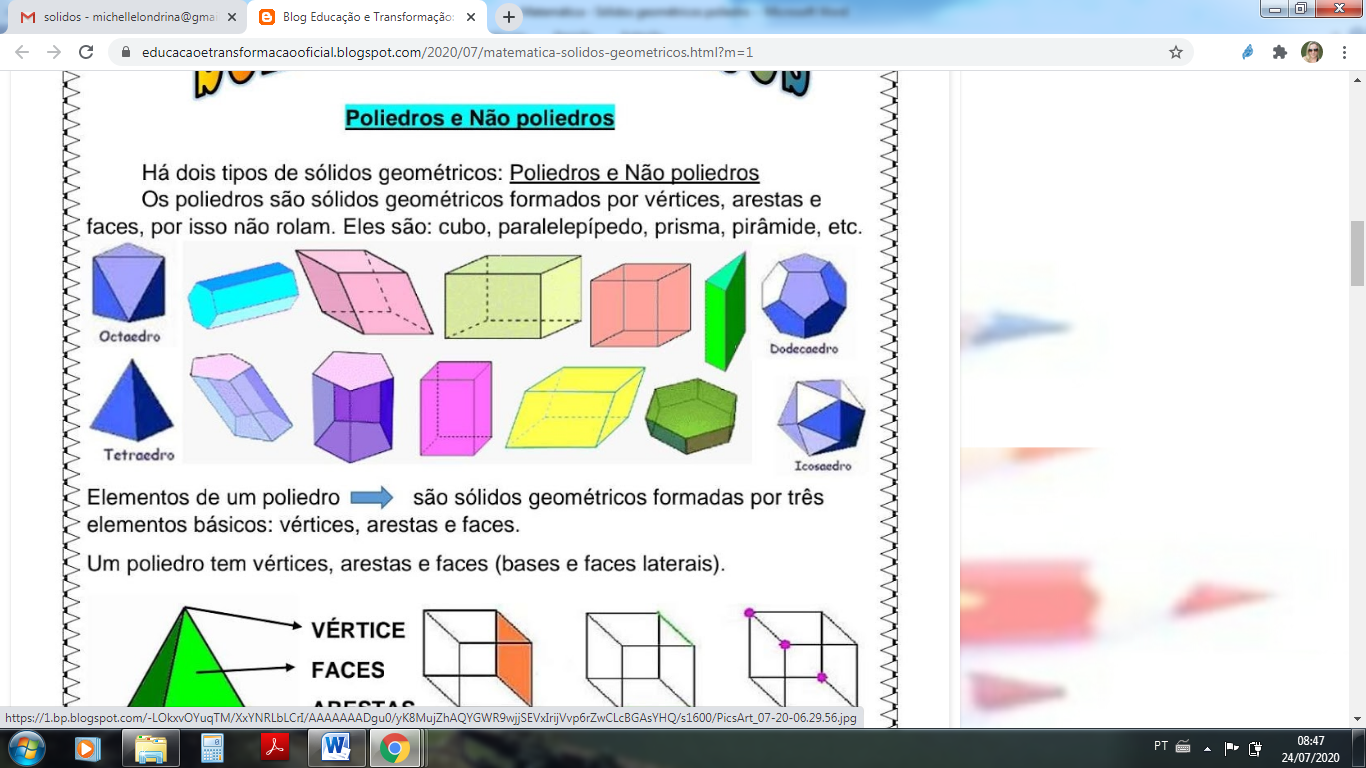 solidos - michellelondrina@gmai
Blog Educação e Transformação:
educacaoetransformacaooficial.blogspot.com/2020/07/matematica-solidos-geometricos.html?m=1
Poliedros e Não poliedros
Há dois tipos de sólidos geométricos: Poliedros e Não poliedros
Os poliedros são sólidos geométricos formados por vértices, arestas e
faces, por isso não rolam. Eles são: cubo, paralelepípedo, prisma, pirâmide, etc.
Octaedro
Dodecaedro
Tetraedro
Icosaedro
Elementos de um poliedro são sólidos geométricos formadas por três
elementos básicos: vértices, arestas e faces.
Um poliedro tem vértices, arestas e faces (bases e faces laterais).
VÉRTICE
FACES
ARESTAS
https://1.bp.blogspot.com/-LOkxvOYuqTM/XxYNRLbLCrI/AAAAAAADgu0/yK8MujZhAQYGWR9wjjSEVxIrijVvp6rZwCLcBGAsYHQ/s1600/PicsArt_07-20-06.29.56.jpg
PT
08:47
24/07/2020